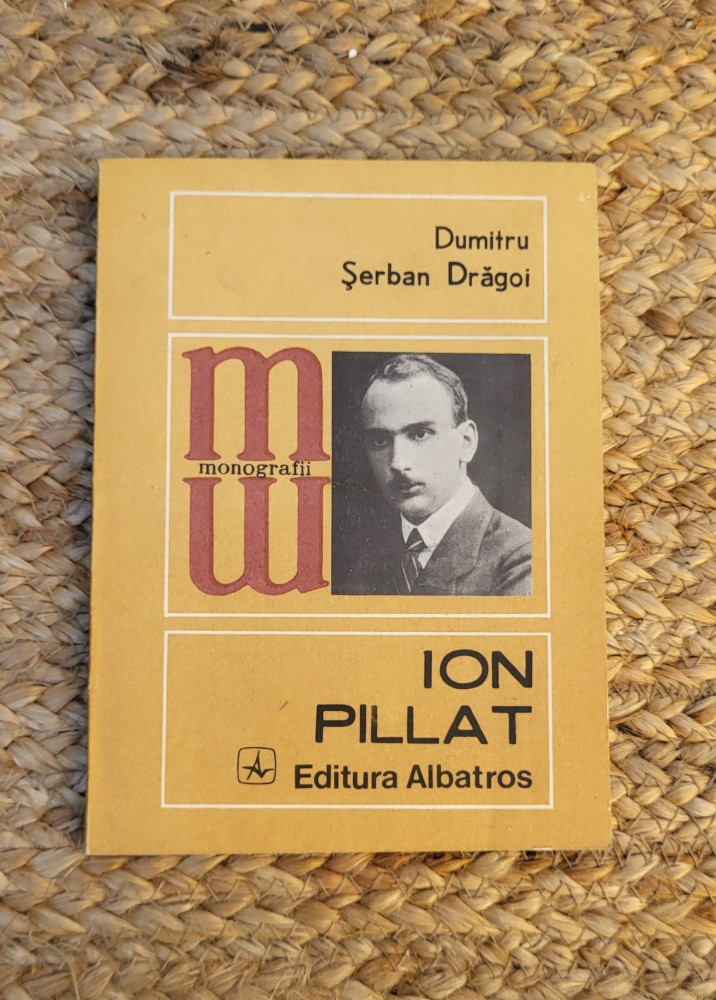 Dumitru
Şerban Drăgoi
m
monografii
m
ION
PILLAT
Editura Albatros